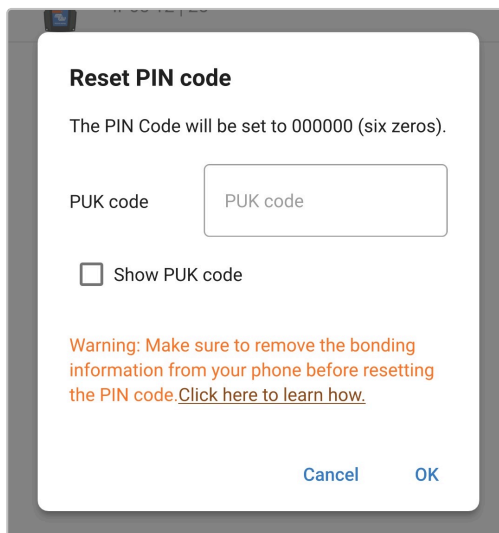 Reset PIN code
The PIN Code will be set to 000000 (six zeros).
PUK code
PUK code
Show PUK code
Warning: Make sure to remove the bonding
information from your phone before resetting
the PIN code.Click here to learn how.
Cancel
OK